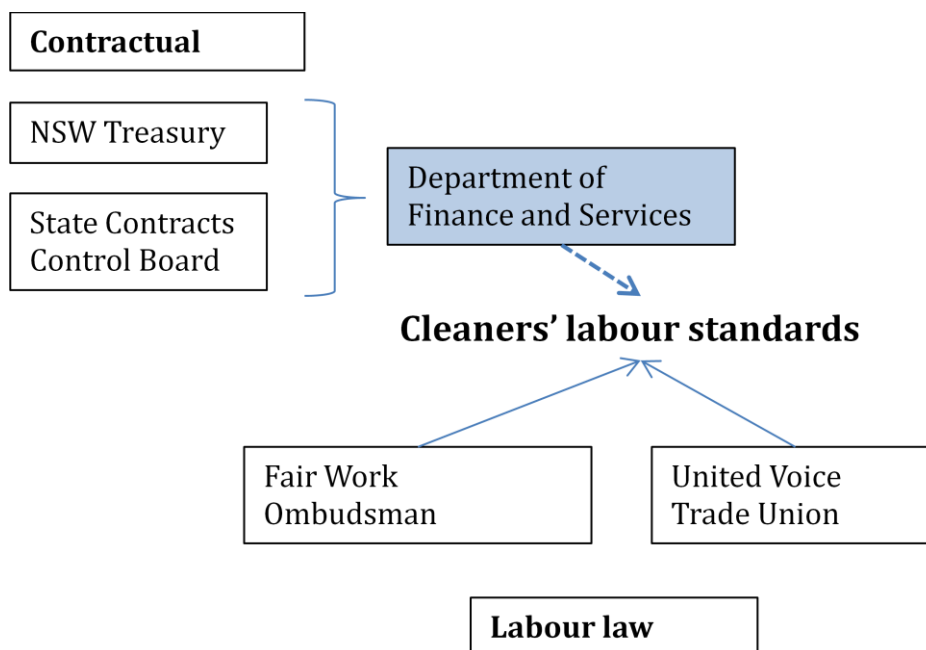 Contractual
NSW Treasury
State Contracts
Control Board
Department of
Finance and Services
Cleaners’ labour standards
Fair Work
Ombudsman
United Voice
Trade Union
Labour law